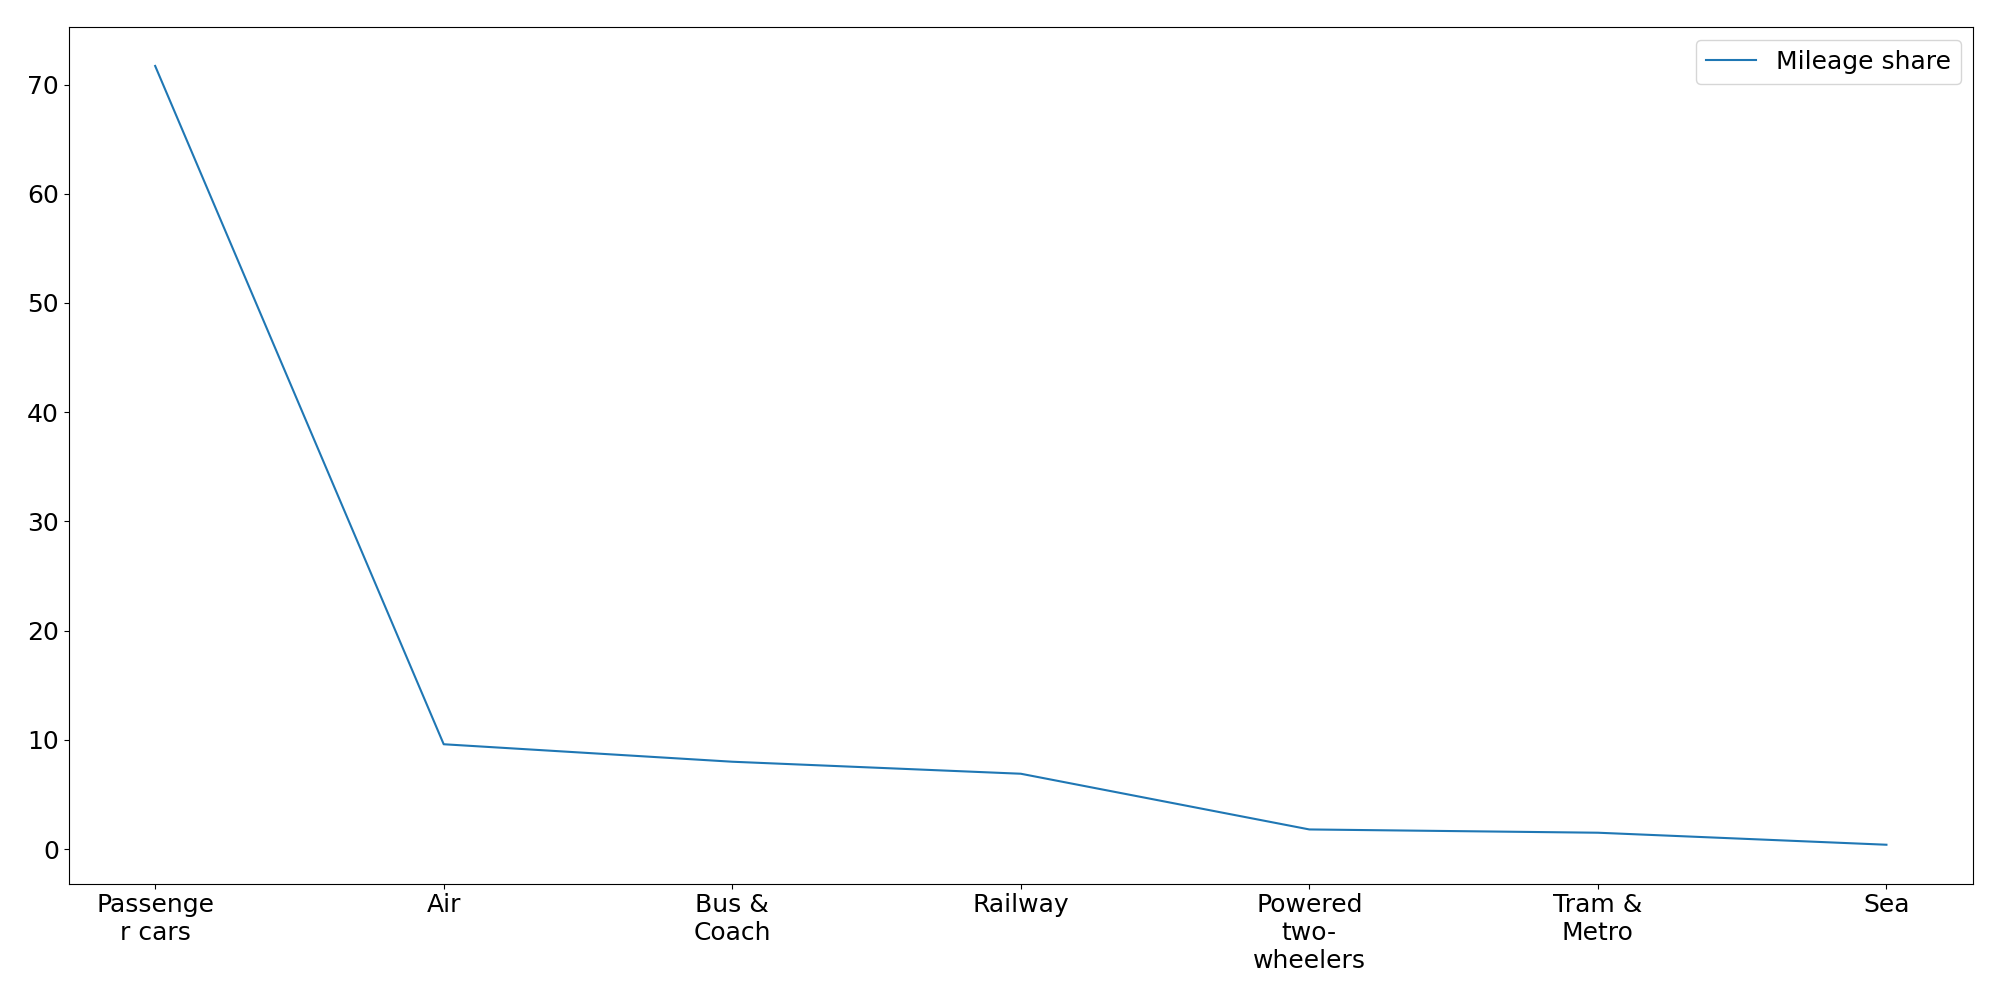 Mileage share
70
60
50
40
30
20
10
0
Passenge
r cars
Air
Bus &
Coach
Railway
Powered
two-
wheelers
Tram &
Metro
Sea